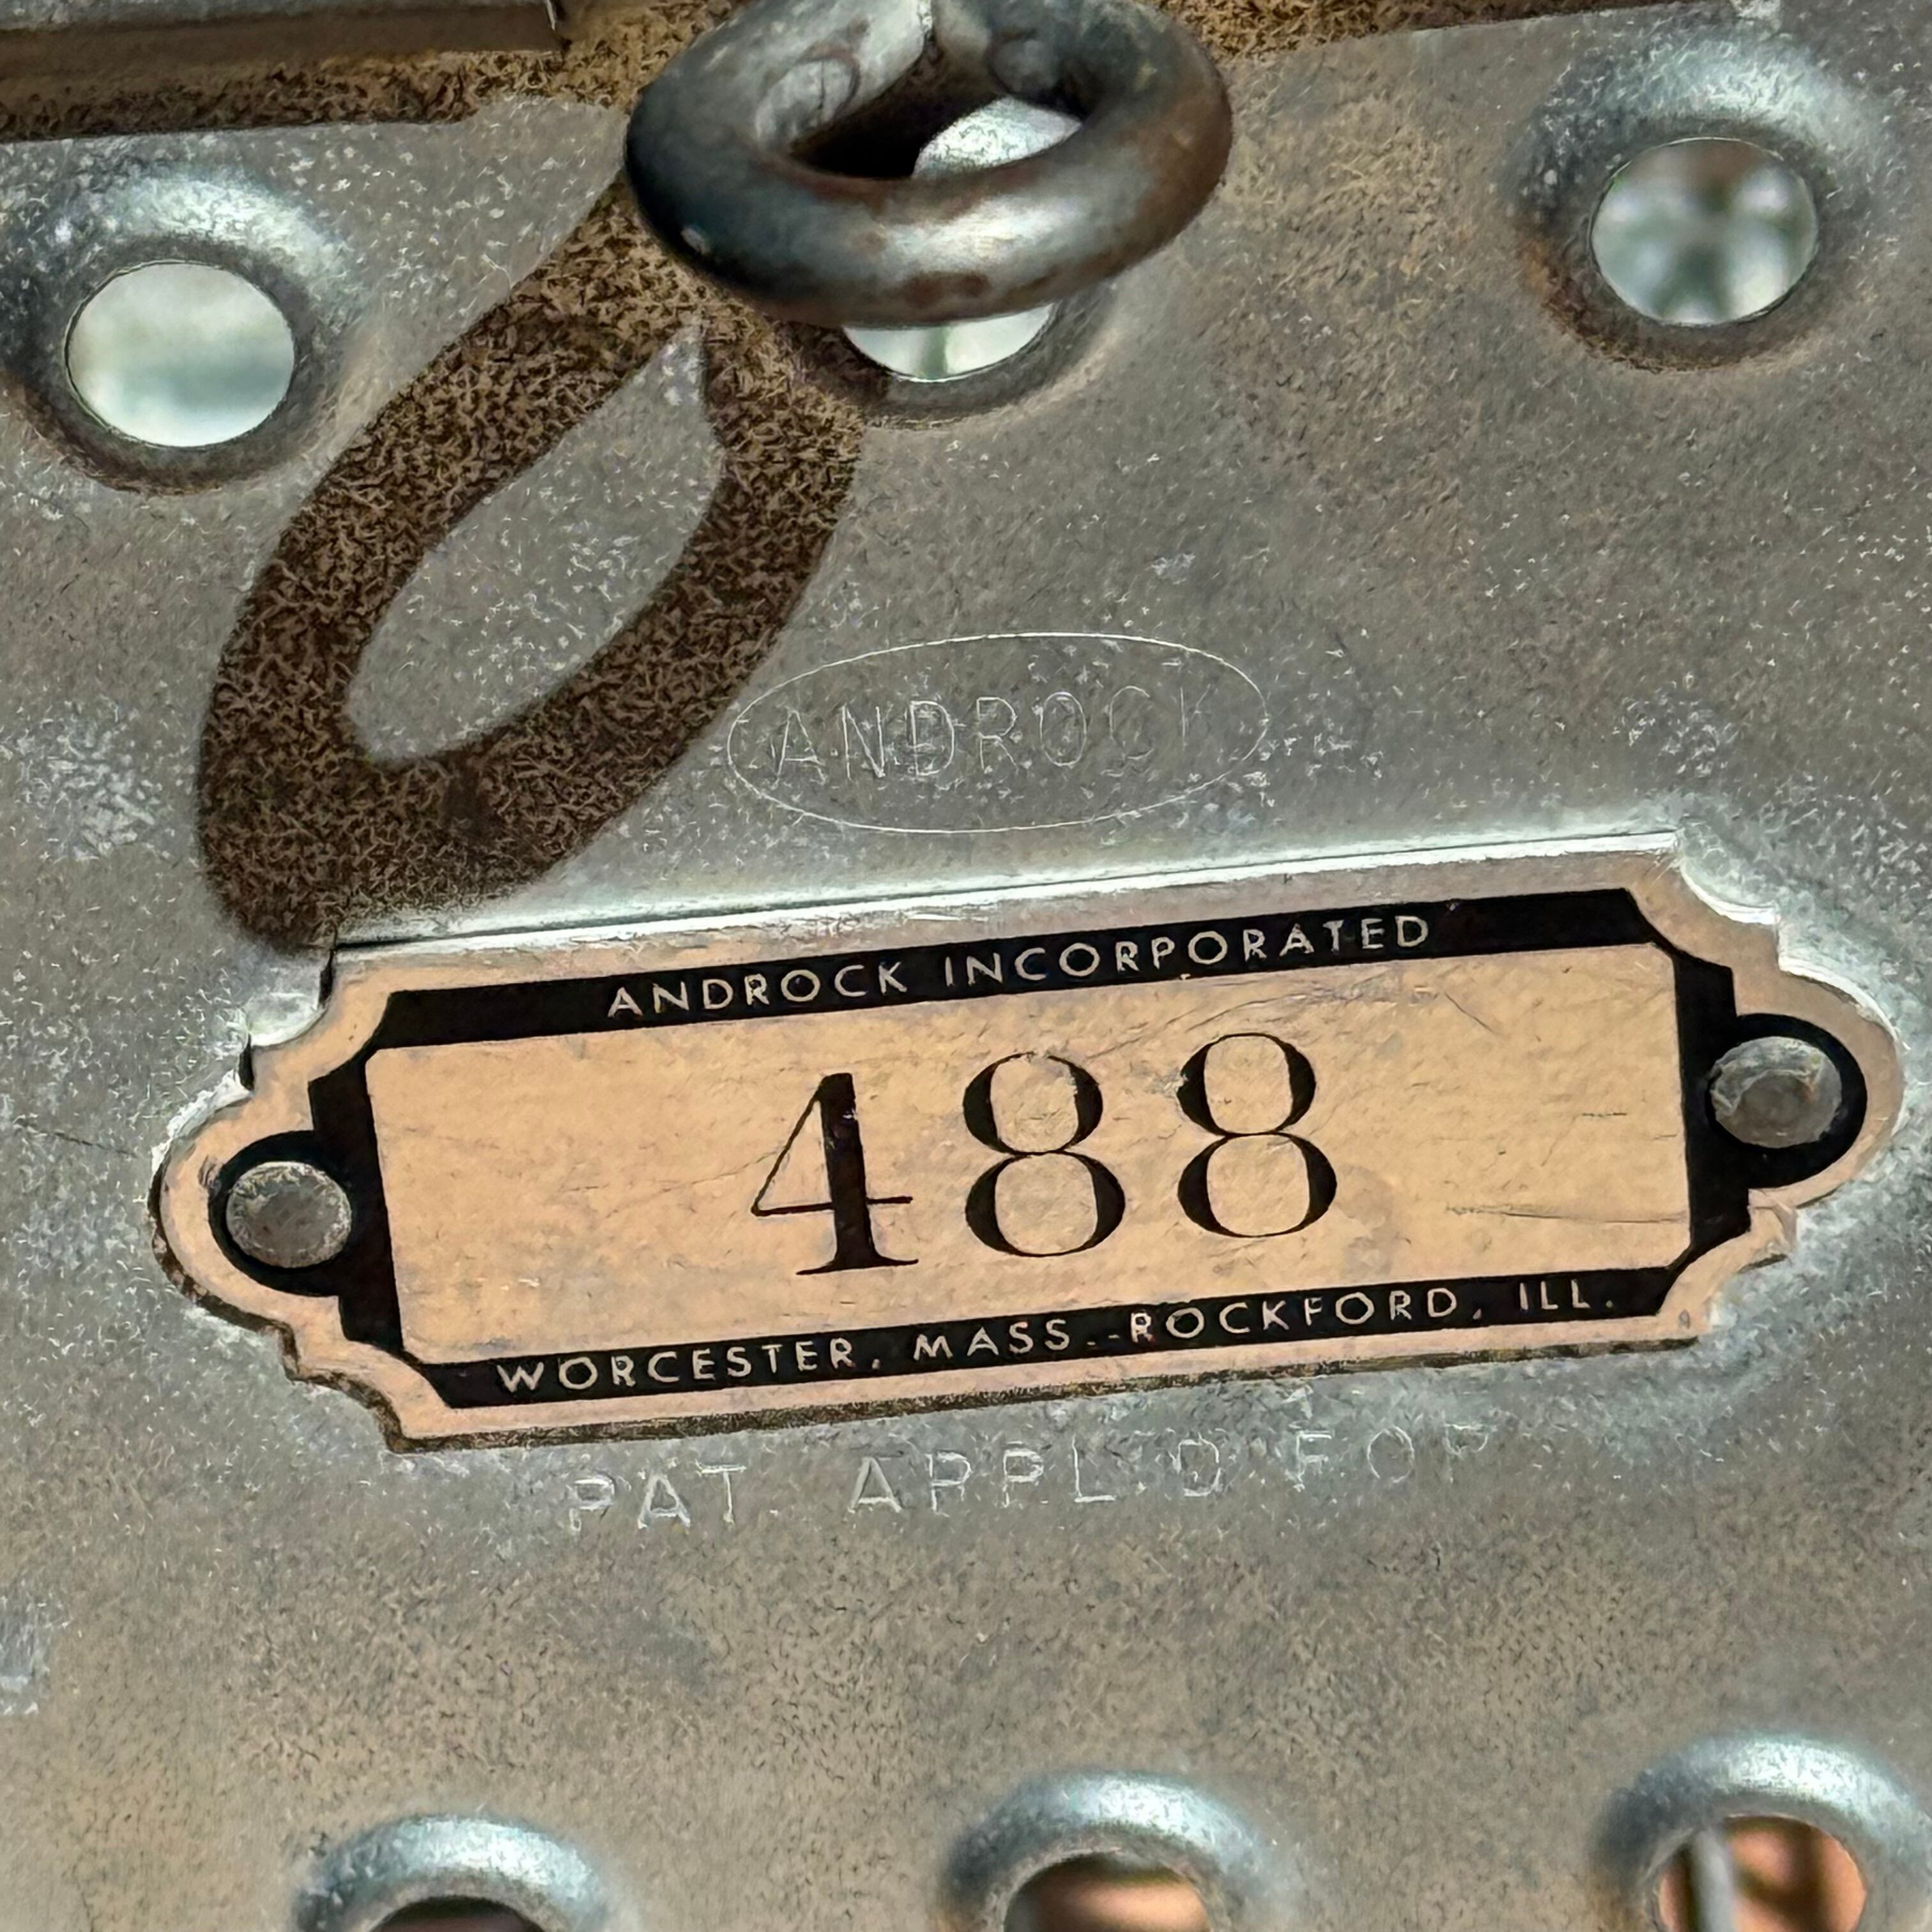 ANDROCK
ANDROCK INCORPORATED
488
WORCESTER, MASS.-ROCKFORD, ILL.
PAT. APPL'D FOR